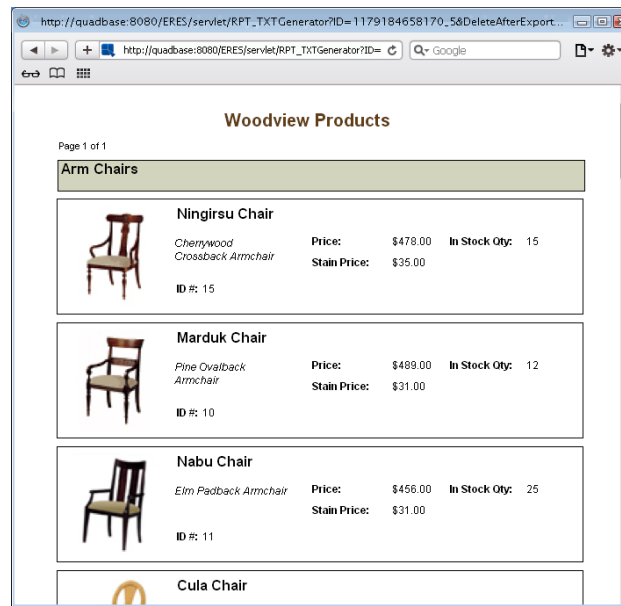 http://quadbase:8080/ERES/servlet/RPT_TXTGenerator?ID=1179184658170_5&DeleteAfterExport...
http://quadbase:8080/ERES/servlet/RPT_TXTGenerator?ID=
Google
Woodview Products
Page 1 of 1
Arm Chairs
Ningirsu Chair
Cherrywood Price: $478.00 In Stock Qty: 15
Crossback Armchair
Stain Price: $35.00
ID #: 15
Marduk Chair
Pine Ovalback Price: $489.00 In Stock Qty: 12
Armchair
Stain Price: $31.00
ID #: 10
Nabu Chair
Elm Padback Armchair Price: $456.00 In Stock Qty: 25
Stain Price: $31.00
ID #: 11
Cula Chair